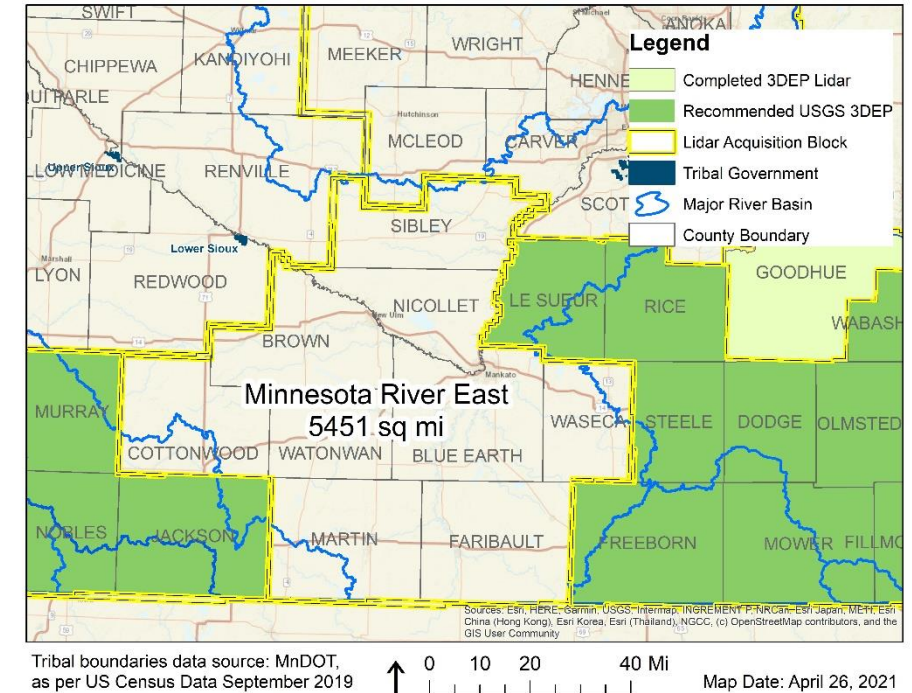 SWIFT
ANOKA
CHIPPEWA
KANDIYOHI
MEEKER
WRIGHT
HENNE
QUI PARLE
Hutchinson
MCLEOD
CARVER
Upper Sioux
LLOW MEDICINE
RENVILLE
SIBLEY
SCOT
Lower Sioux
Marshall
LYON
REDWOOD
NICOLLET
New Ulm
LE SUEUR
RICE
GOODHUE
WABASH
BROWN
Mankato
Minnesota River East
5451 sq mi
MURRAY
COTTONWOOD
WATONWAN
BLUE EARTH
WASECA
STEELE
DODGE
OLMSTED
NOBLES
JACKSON
MARTIN
FARIBAULT
FREEBORN
MOWER
FILLMO
Legend
Completed 3DEP Lidar
Recommended USGS 3DEP
Lidar Acquisition Block
Tribal Government
Major River Basin
County Boundary
Sources: Esri, HERE, Garmin, USGS, Intermap, INCREMENT P, NRCan, Esri Japan, METI, Esri
China (Hong Kong), Esri Korea, Esri (Thailand), NGCC, (c) OpenStreetMap contributors, and the
GIS User Community
Tribal boundaries data source: MnDOT,
as per US Census Data September 2019
0 10 20 40 Mi
Map Date: April 26, 2021